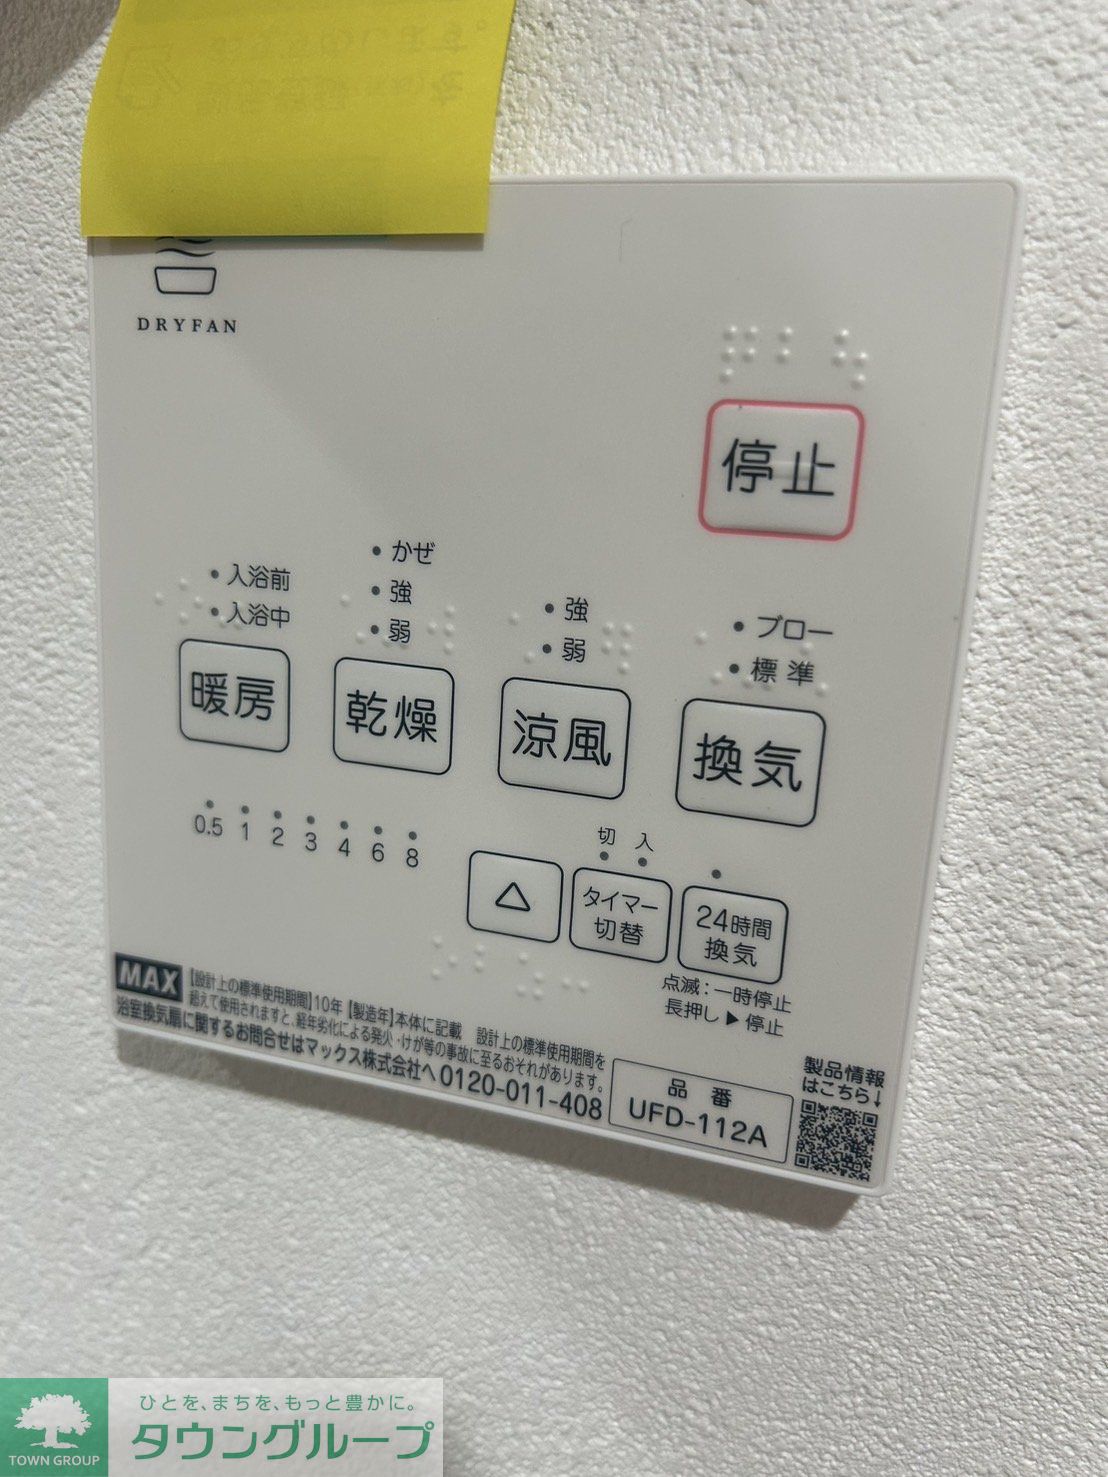 DRYFAN
停止
入浴前
入浴中
暖房
かぜ
強
弱
乾燥
強
弱
涼風
ブロー
標準
換気
0.5 1 2 3 4 6 8
△
切 入
タイマー
切替
24時間
換気
点滅:一時停止
長押し▶停止
MAX
【設計上の標準使用期間】10年 【製造年】本体に記載 設計上の標準使用期間を
超えて使用されますと、経年劣化による発火・けが等の事故に至るおそれがあります。
浴室換気扇に関するお問合せはマックス株式会社へ 0120-011-408
品番
UFD-112A
製品情報
はこちら↓
TOWN GROUP
ひとを、まちを、もっと豊かに。
タウングループ